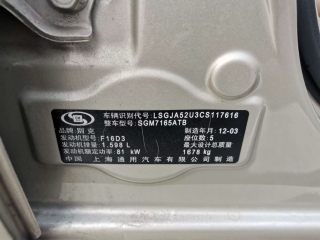 车辆识别代号: LSGJA52U3CS117616
整车型号: SGM7165ATB
品牌 别克 制造年月 12-03
发动机型号 F16D3 座位数 5
发动机排量 1.598 L 最大设计总质量
发动机额定功率 81 kW 1678 kg
中国 上海通用汽车有限公司制造